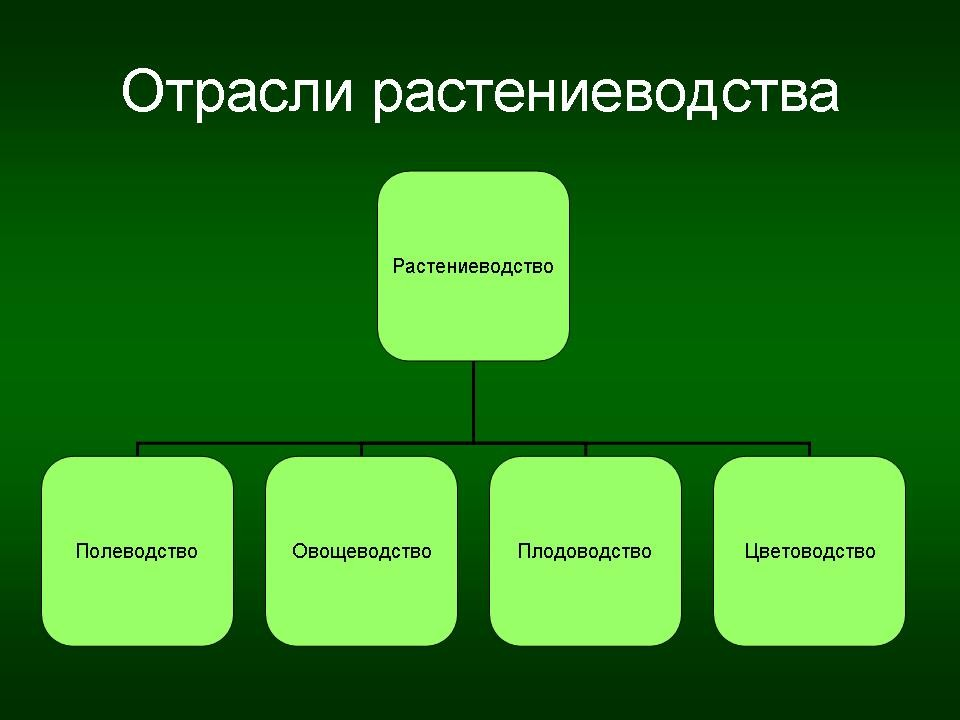 Отрасли растениеводства
Растениеводство
Полеводство
Овощеводство
Плодоводство
Цветоводство